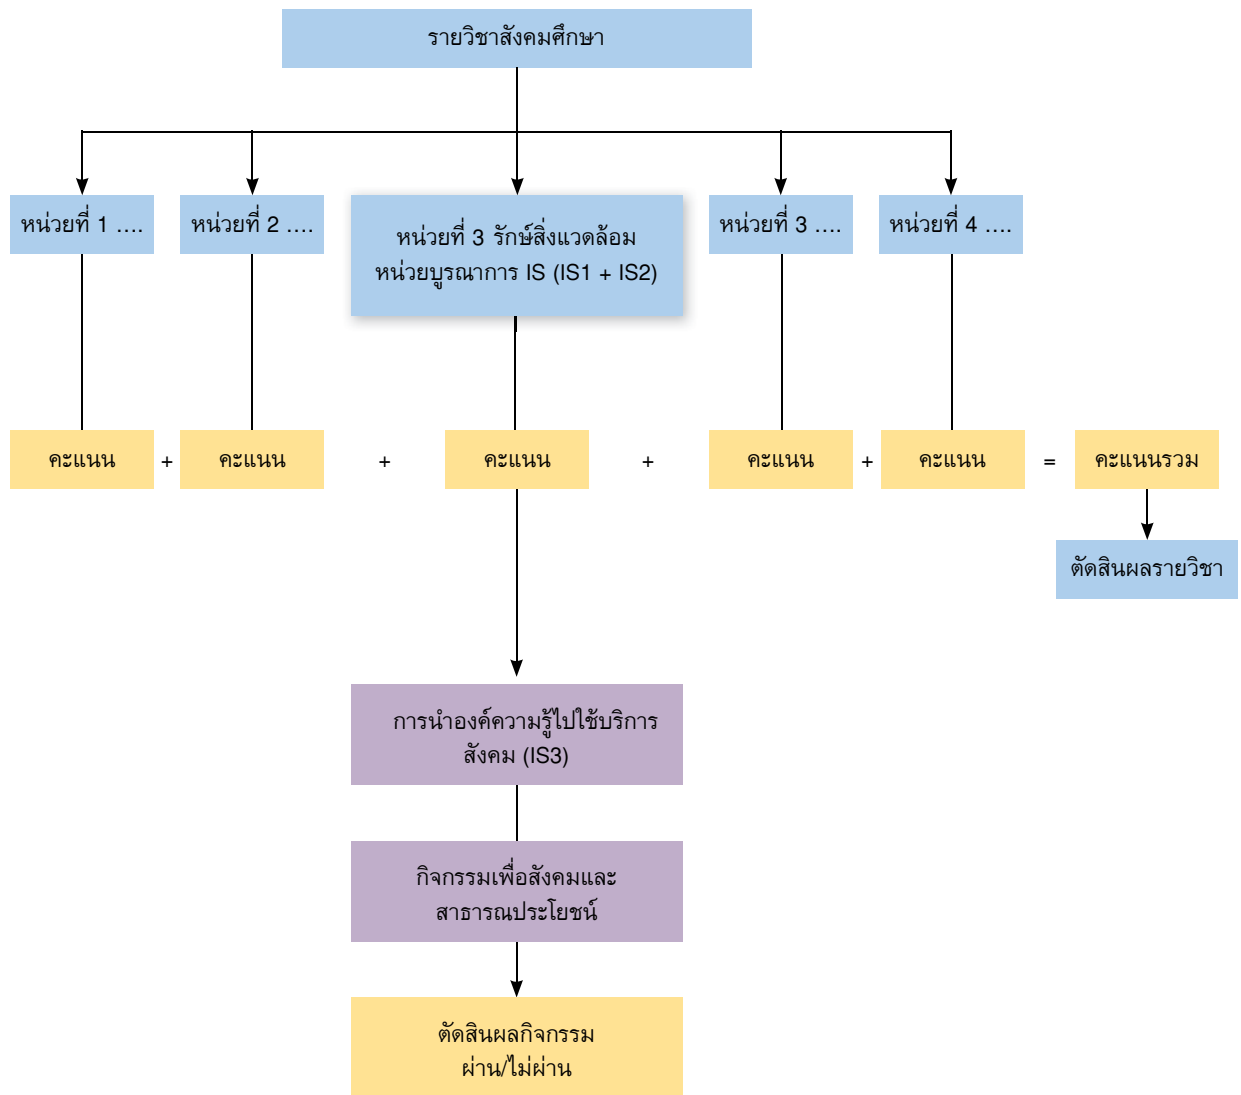 รายวิชาสังคมศึกษา
หน่วยที่ 1 ....
หน่วยที่ 2 ....
หน่วยที่ 3 รักษ์สิ่งแวดล้อม
หน่วยบูรณาการ IS (IS1 + IS2)
หน่วยที่ 3 ....
หน่วยที่ 4 ....
คะแนน + คะแนน + คะแนน + คะแนน + คะแนน = คะแนนรวม
ตัดสินผลรายวิชา
การนำองค์ความรู้ไปใช้บริการ
สังคม (IS3)
กิจกรรมเพื่อสังคมและ
สาธารณประโยชน์
ตัดสินผลกิจกรรม
ผ่าน/ไม่ผ่าน